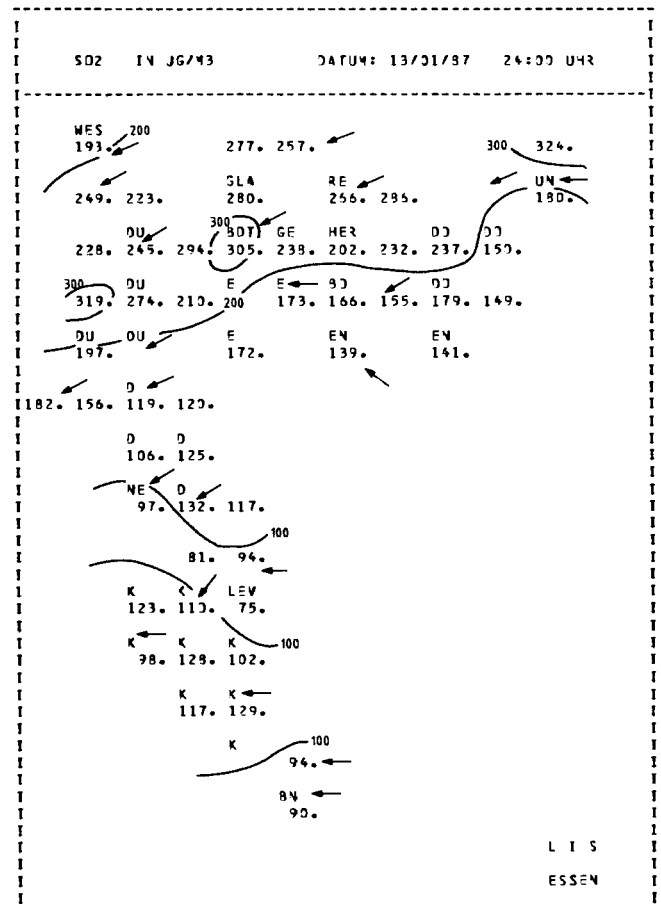 SO2 IN UG/M3 DATUM: 13/01/87 24:00 UHR
WES 200
193. 277. 257. 300 324.
GLA RE UN
249. 223. 280. 256. 286. 180.
300
DU BOT GE HER DO DO
228. 245. 294. 305. 238. 202. 232. 237. 150.
300 DU E E BO DO
319. 274. 210. 200 173. 166. 155. 179. 149.
DU DU E EN EN
197. 172. 139. 141.
D
182. 156. 119. 120.
D D
106. 125.
NE D
97. 132. 117.
100
81. 94.
K K LEV
123. 110. 75.
K K K 100
98. 128. 102.
K K
117. 129.
K 100
94.
BN
90.
L I S
ESSEN